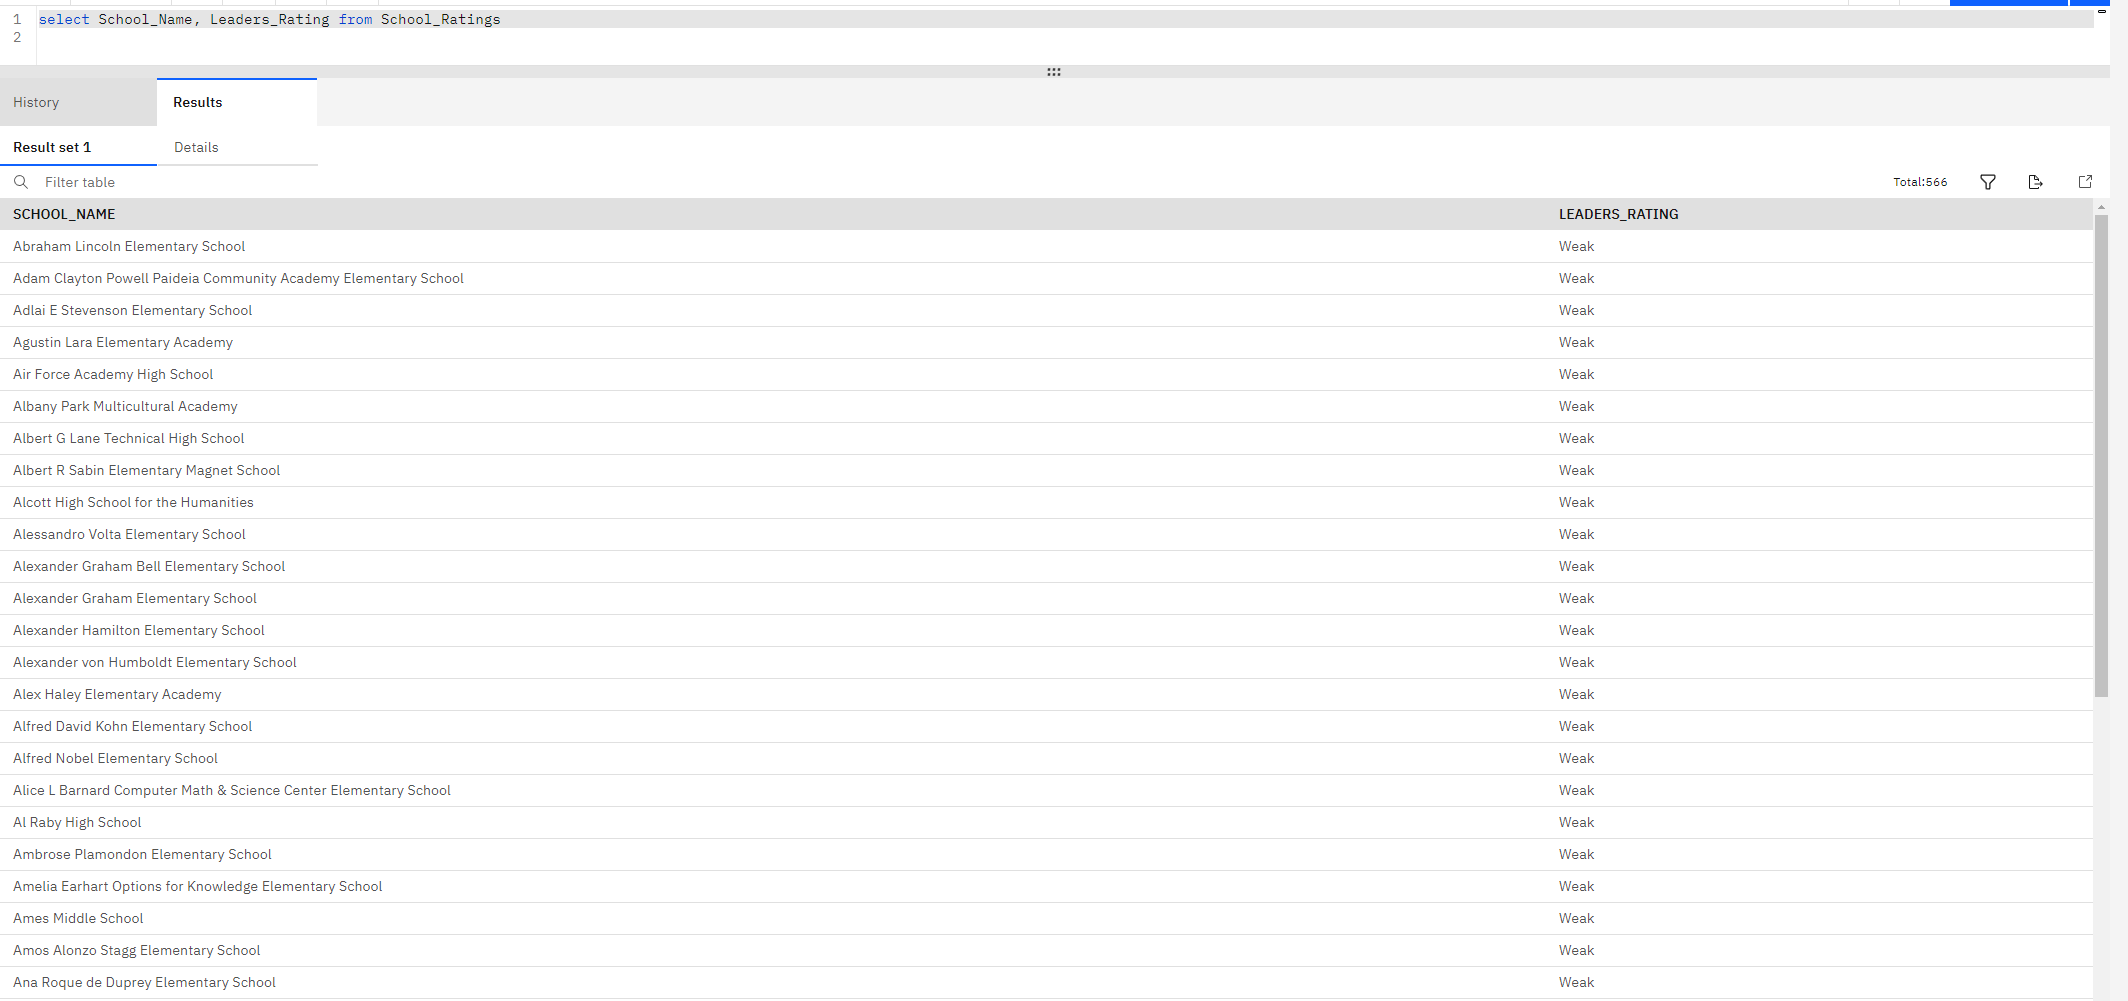 1 select School_Name, Leaders_Rating from School_Ratings
2
History Results
Result set 1 Details
Filter table Total:566
SCHOOL_NAME LEADERS_RATING
Abraham Lincoln Elementary School Weak
Adam Clayton Powell Paideia Community Academy Elementary School Weak
Adlai E Stevenson Elementary School Weak
Agustin Lara Elementary Academy Weak
Air Force Academy High School Weak
Albany Park Multicultural Academy Weak
Albert G Lane Technical High School Weak
Albert R Sabin Elementary Magnet School Weak
Alcott High School for the Humanities Weak
Alessandro Volta Elementary School Weak
Alexander Graham Bell Elementary School Weak
Alexander Graham Elementary School Weak
Alexander Hamilton Elementary School Weak
Alexander von Humboldt Elementary School Weak
Alex Haley Elementary Academy Weak
Alfred David Kohn Elementary School Weak
Alfred Nobel Elementary School Weak
Alice L Barnard Computer Math & Science Center Elementary School Weak
Al Raby High School Weak
Ambrose Plamondon Elementary School Weak
Amelia Earhart Options for Knowledge Elementary School Weak
Ames Middle School Weak
Amos Alonzo Stagg Elementary School Weak
Ana Roque de Duprey Elementary School Weak